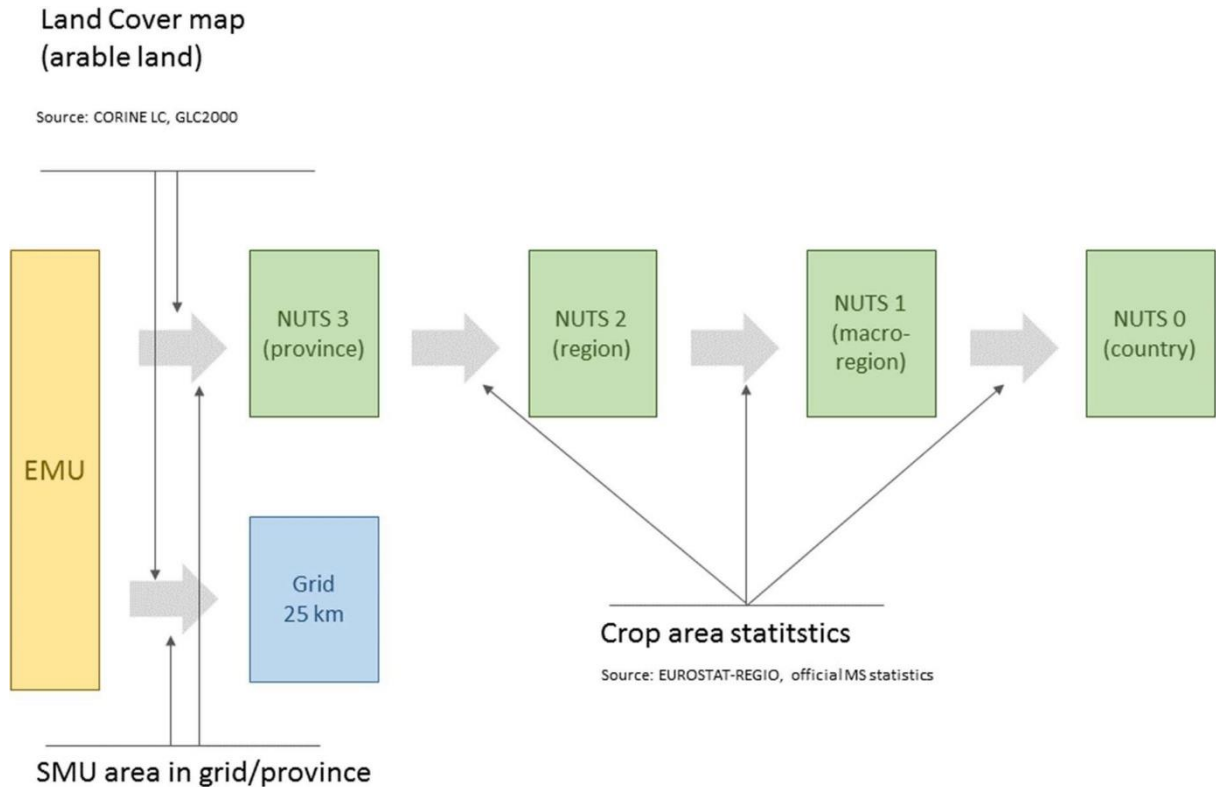 Land Cover map
(arable land)
Source: CORINE LC, GLC2000
EMU
NUTS 3
(province)
NUTS 2
(region)
NUTS 1
(macro-
region)
NUTS 0
(country)
Grid
25 km
Crop area statitstics
Source: EUROSTAT-REGIO, official MS statistics
SMU area in grid/province